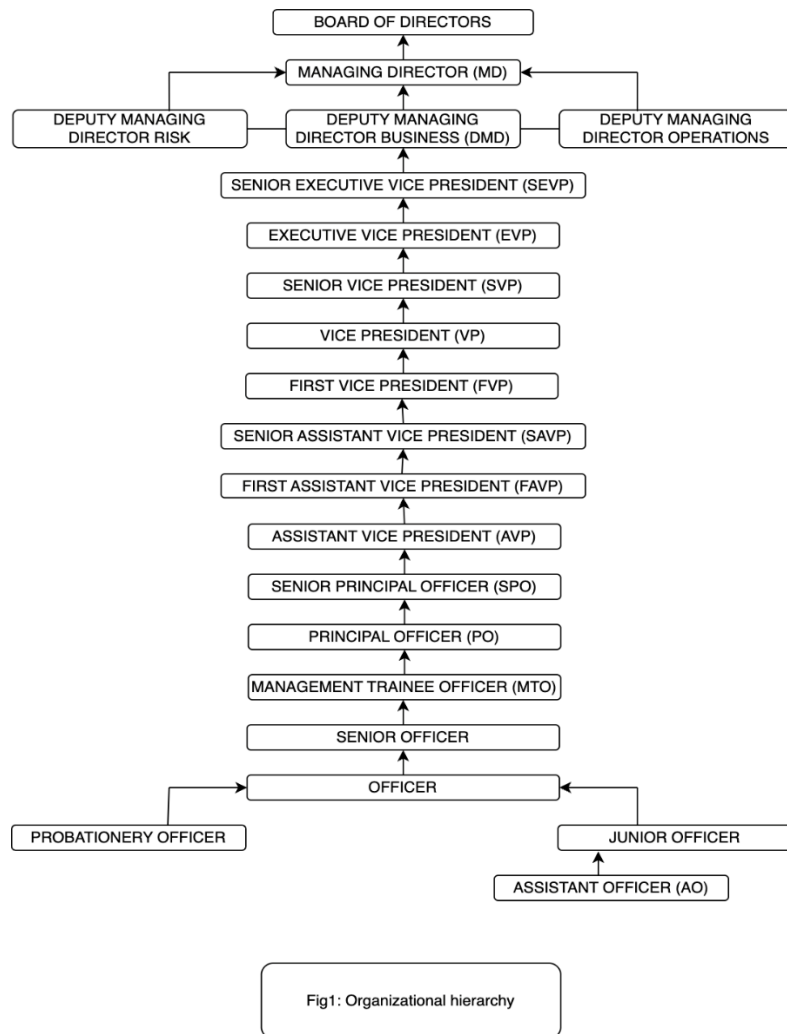 BOARD OF DIRECTORS
MANAGING DIRECTOR (MD)
DEPUTY MANAGING
DIRECTOR RISK
DEPUTY MANAGING
DIRECTOR BUSINESS (DMD)
DEPUTY MANAGING
DIRECTOR OPERATIONS
SENIOR EXECUTIVE VICE PRESIDENT (SEVP)
EXECUTIVE VICE PRESIDENT (EVP)
SENIOR VICE PRESIDENT (SVP)
VICE PRESIDENT (VP)
FIRST VICE PRESIDENT (FVP)
SENIOR ASSISTANT VICE PRESIDENT (SAVP)
FIRST ASSISTANT VICE PRESIDENT (FAVP)
ASSISTANT VICE PRESIDENT (AVP)
SENIOR PRINCIPAL OFFICER (SPO)
PRINCIPAL OFFICER (PO)
MANAGEMENT TRAINEE OFFICER (MTO)
SENIOR OFFICER
OFFICER
PROBATIONERY OFFICER
JUNIOR OFFICER
ASSISTANT OFFICER (AO)
Fig1: Organizational hierarchy